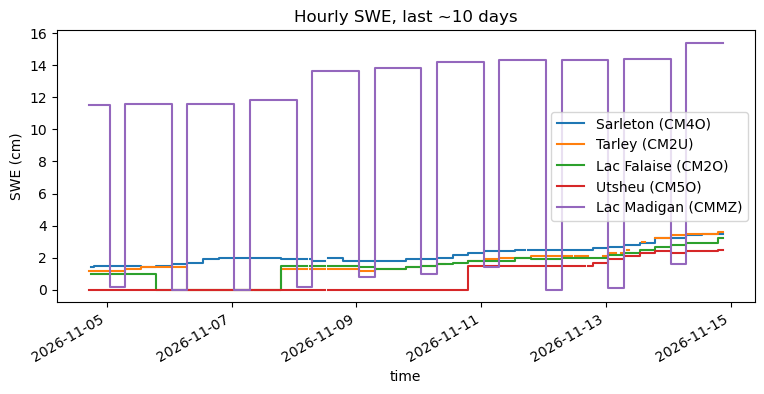 Hourly SWE, last ~10 days
SWE (cm)
16
14
12
10
8
6
4
2
0
Sarleton (CM4O)
Tarley (CM2U)
Lac Falaise (CM2O)
Utsheu (CM5O)
Lac Madigan (CMMZ)
2026-11-05
2026-11-07
2026-11-09
2026-11-11
2026-11-13
2026-11-15
time